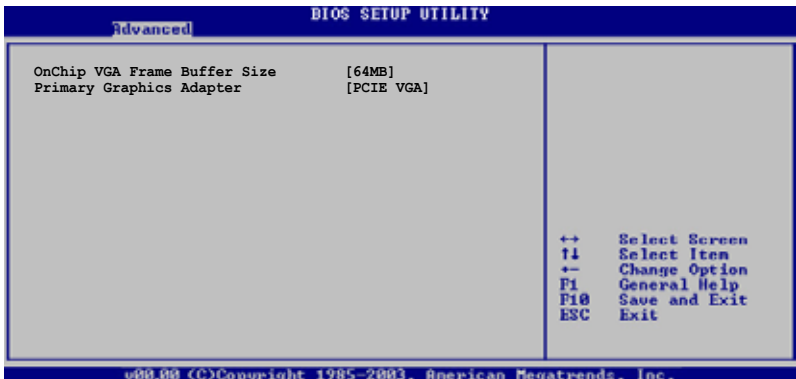 BIOS SETUP UTILITY
Advanced
OnChip VGA Frame Buffer Size [64MB]
Primary Graphics Adapter [PCIE VGA]
←→ Select Screen
↑↓ Select Item
+- Change Option
F1 General Help
F10 Save and Exit
ESC Exit
v00.00 (C)Copyright 1985-2003, American Megatrends, Inc.